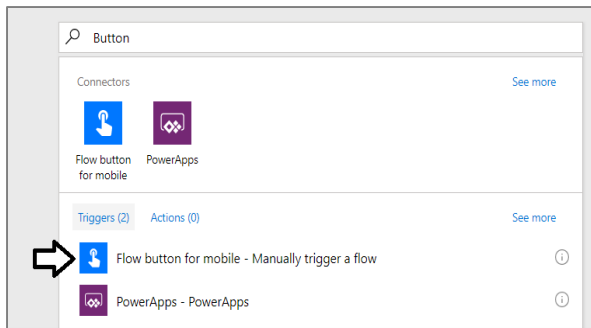 Button
Connectors See more
Flow button
for mobile
PowerApps
Triggers (2) Actions (0) See more
Flow button for mobile - Manually trigger a flow
PowerApps - PowerApps